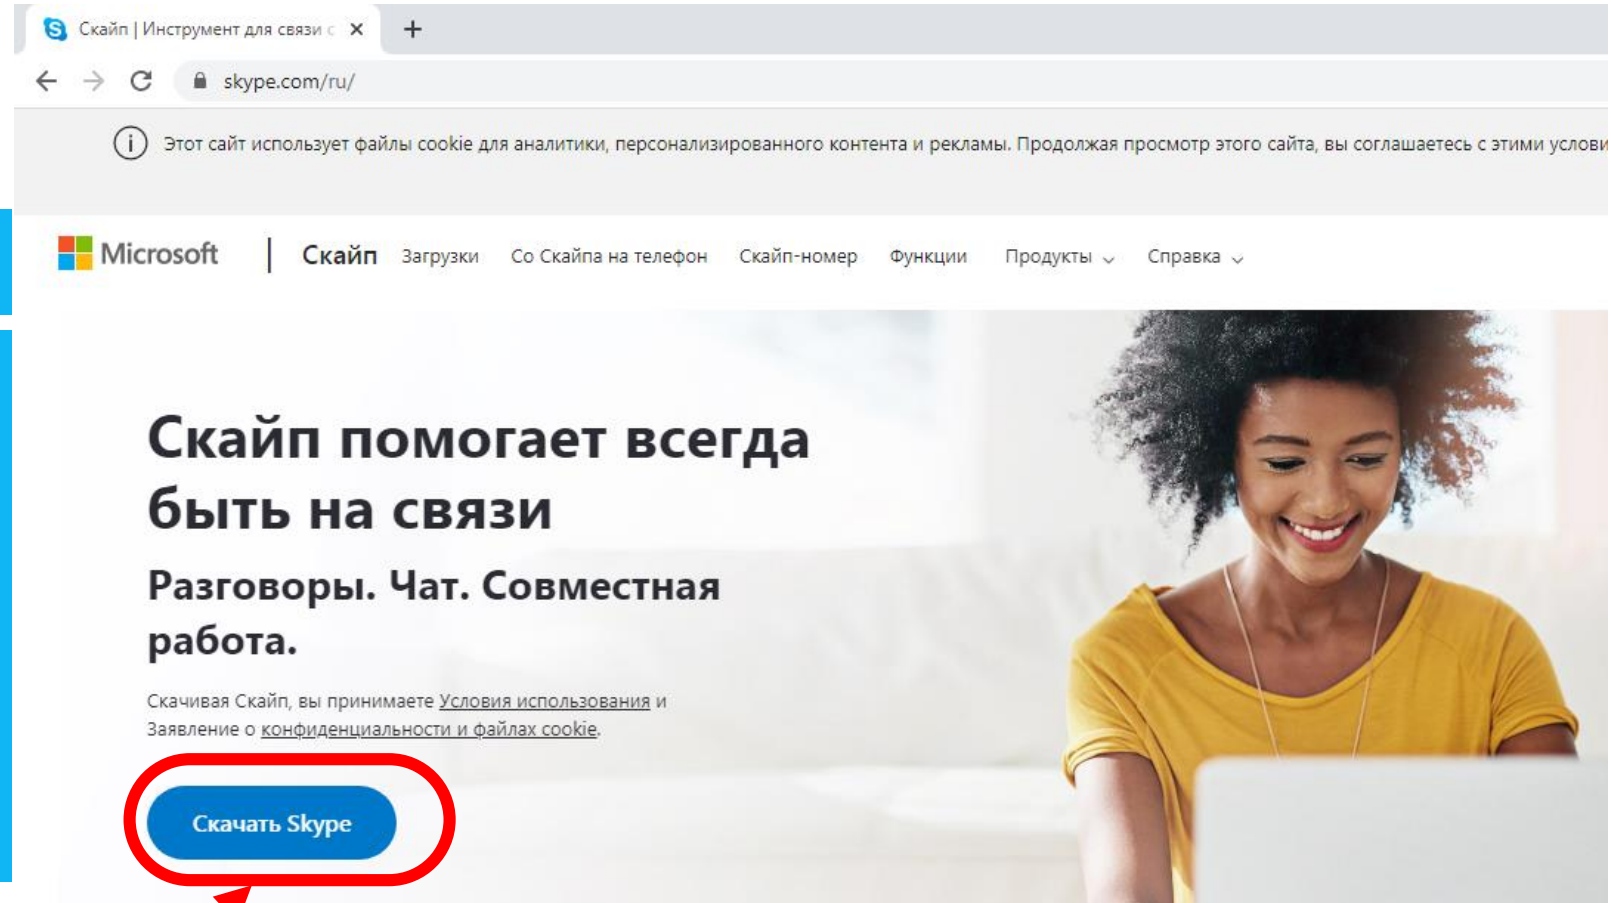 Скайп | Инструмент для связи с
skype.com/ru/
Этот сайт использует файлы cookie для аналитики, персонализированного контента и рекламы. Продолжая просмотр этого сайта, вы соглашаетесь с этими услови
Microsoft | Скайп Загрузки Со Скайпа на телефон Скайп-номер Функции Продукты Справка
Скайп помогает всегда
быть на связи
Разговоры. Чат. Совместная
работа.
Скачивая Скайп, вы принимаете Условия использования и
Заявление о конфиденциальности и файлах cookie.
Скачать Skype